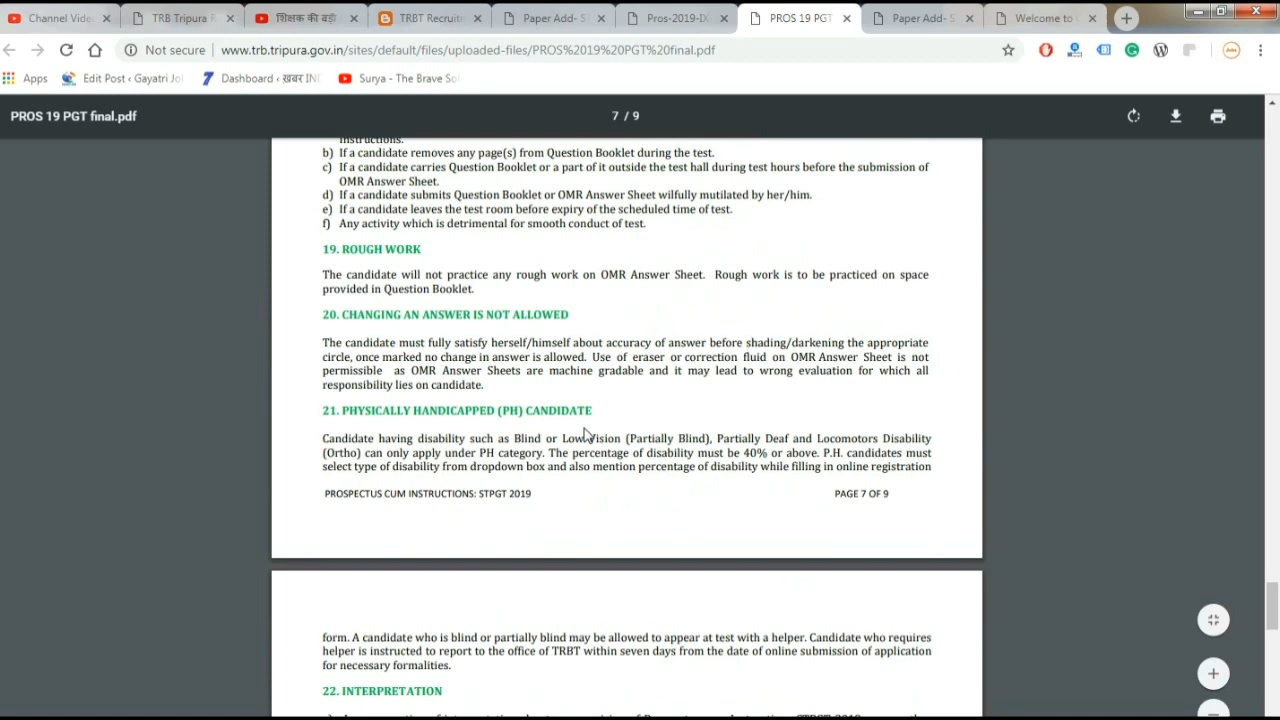 Channel Vide
TRB Tripura R
शिक्षक की बड़ी
TRBT Recruitm
Paper Add- S
Pros-2019-IX-
PROS 19 PGT
Paper Add- S
Welcome to
Not secure www.trb.tripura.gov.in/sites/default/files/uploaded-files/PROS%2019%20PGT%20final.pdf
Apps Edit Post ‹ Gayatri Jo Dashboard ‹ ख़बर IN Surya - The Brave So
PROS 19 PGT final.pdf 7 / 9
instructions.
b) If a candidate removes any page(s) from Question Booklet during the test.
c) If a candidate carries Question Booklet or a part of it outside the test hall during test hours before the submission of
OMR Answer Sheet.
d) If a candidate submits Question Booklet or OMR Answer Sheet wilfully mutilated by her/him.
e) If a candidate leaves the test room before expiry of the scheduled time of test.
f) Any activity which is detrimental for smooth conduct of test.
19. ROUGH WORK
The candidate will not practice any rough work on OMR Answer Sheet. Rough work is to be practiced on space
provided in Question Booklet.
20. CHANGING AN ANSWER IS NOT ALLOWED
The candidate must fully satisfy herself/himself about accuracy of answer before shading/darkening the appropriate
circle, once marked no change in answer is allowed. Use of eraser or correction fluid on OMR Answer Sheet is not
permissible as OMR Answer Sheets are machine gradable and it may lead to wrong evaluation for which all
responsibility lies on candidate.
21. PHYSICALLY HANDICAPPED (PH) CANDIDATE
Candidate having disability such as Blind or Low Vision (Partially Blind), Partially Deaf and Locomotors Disability
(Ortho) can only apply under PH category. The percentage of disability must be 40% or above. P.H. candidates must
select type of disability from dropdown box and also mention percentage of disability while filling in online registration
PROSPECTUS CUM INSTRUCTIONS: STPGT 2019 PAGE 7 OF 9
form. A candidate who is blind or partially blind may be allowed to appear at test with a helper. Candidate who requires
helper is instructed to report to the office of TRBT within seven days from the date of online submission of application
for necessary formalities.
22. INTERPRETATION